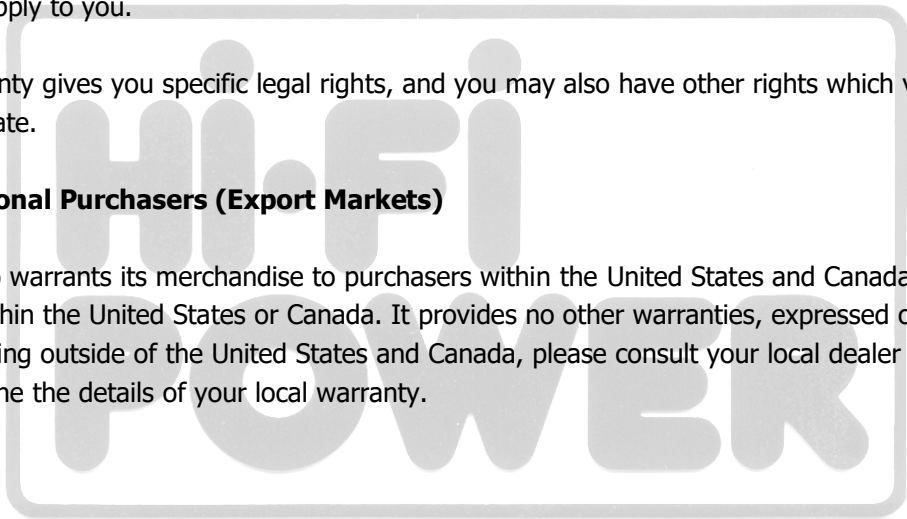 pply to you.
nty gives you specific legal rights, and you may also have other rights which v
ate.
onal Purchasers (Export Markets)
o warrants its merchandise to purchasers within the United States and Canada
hin the United States or Canada. It provides no other warranties, expressed o
ing outside of the United States and Canada, please consult your local dealer
ne the details of your local warranty.
Hi-Fi
POWER